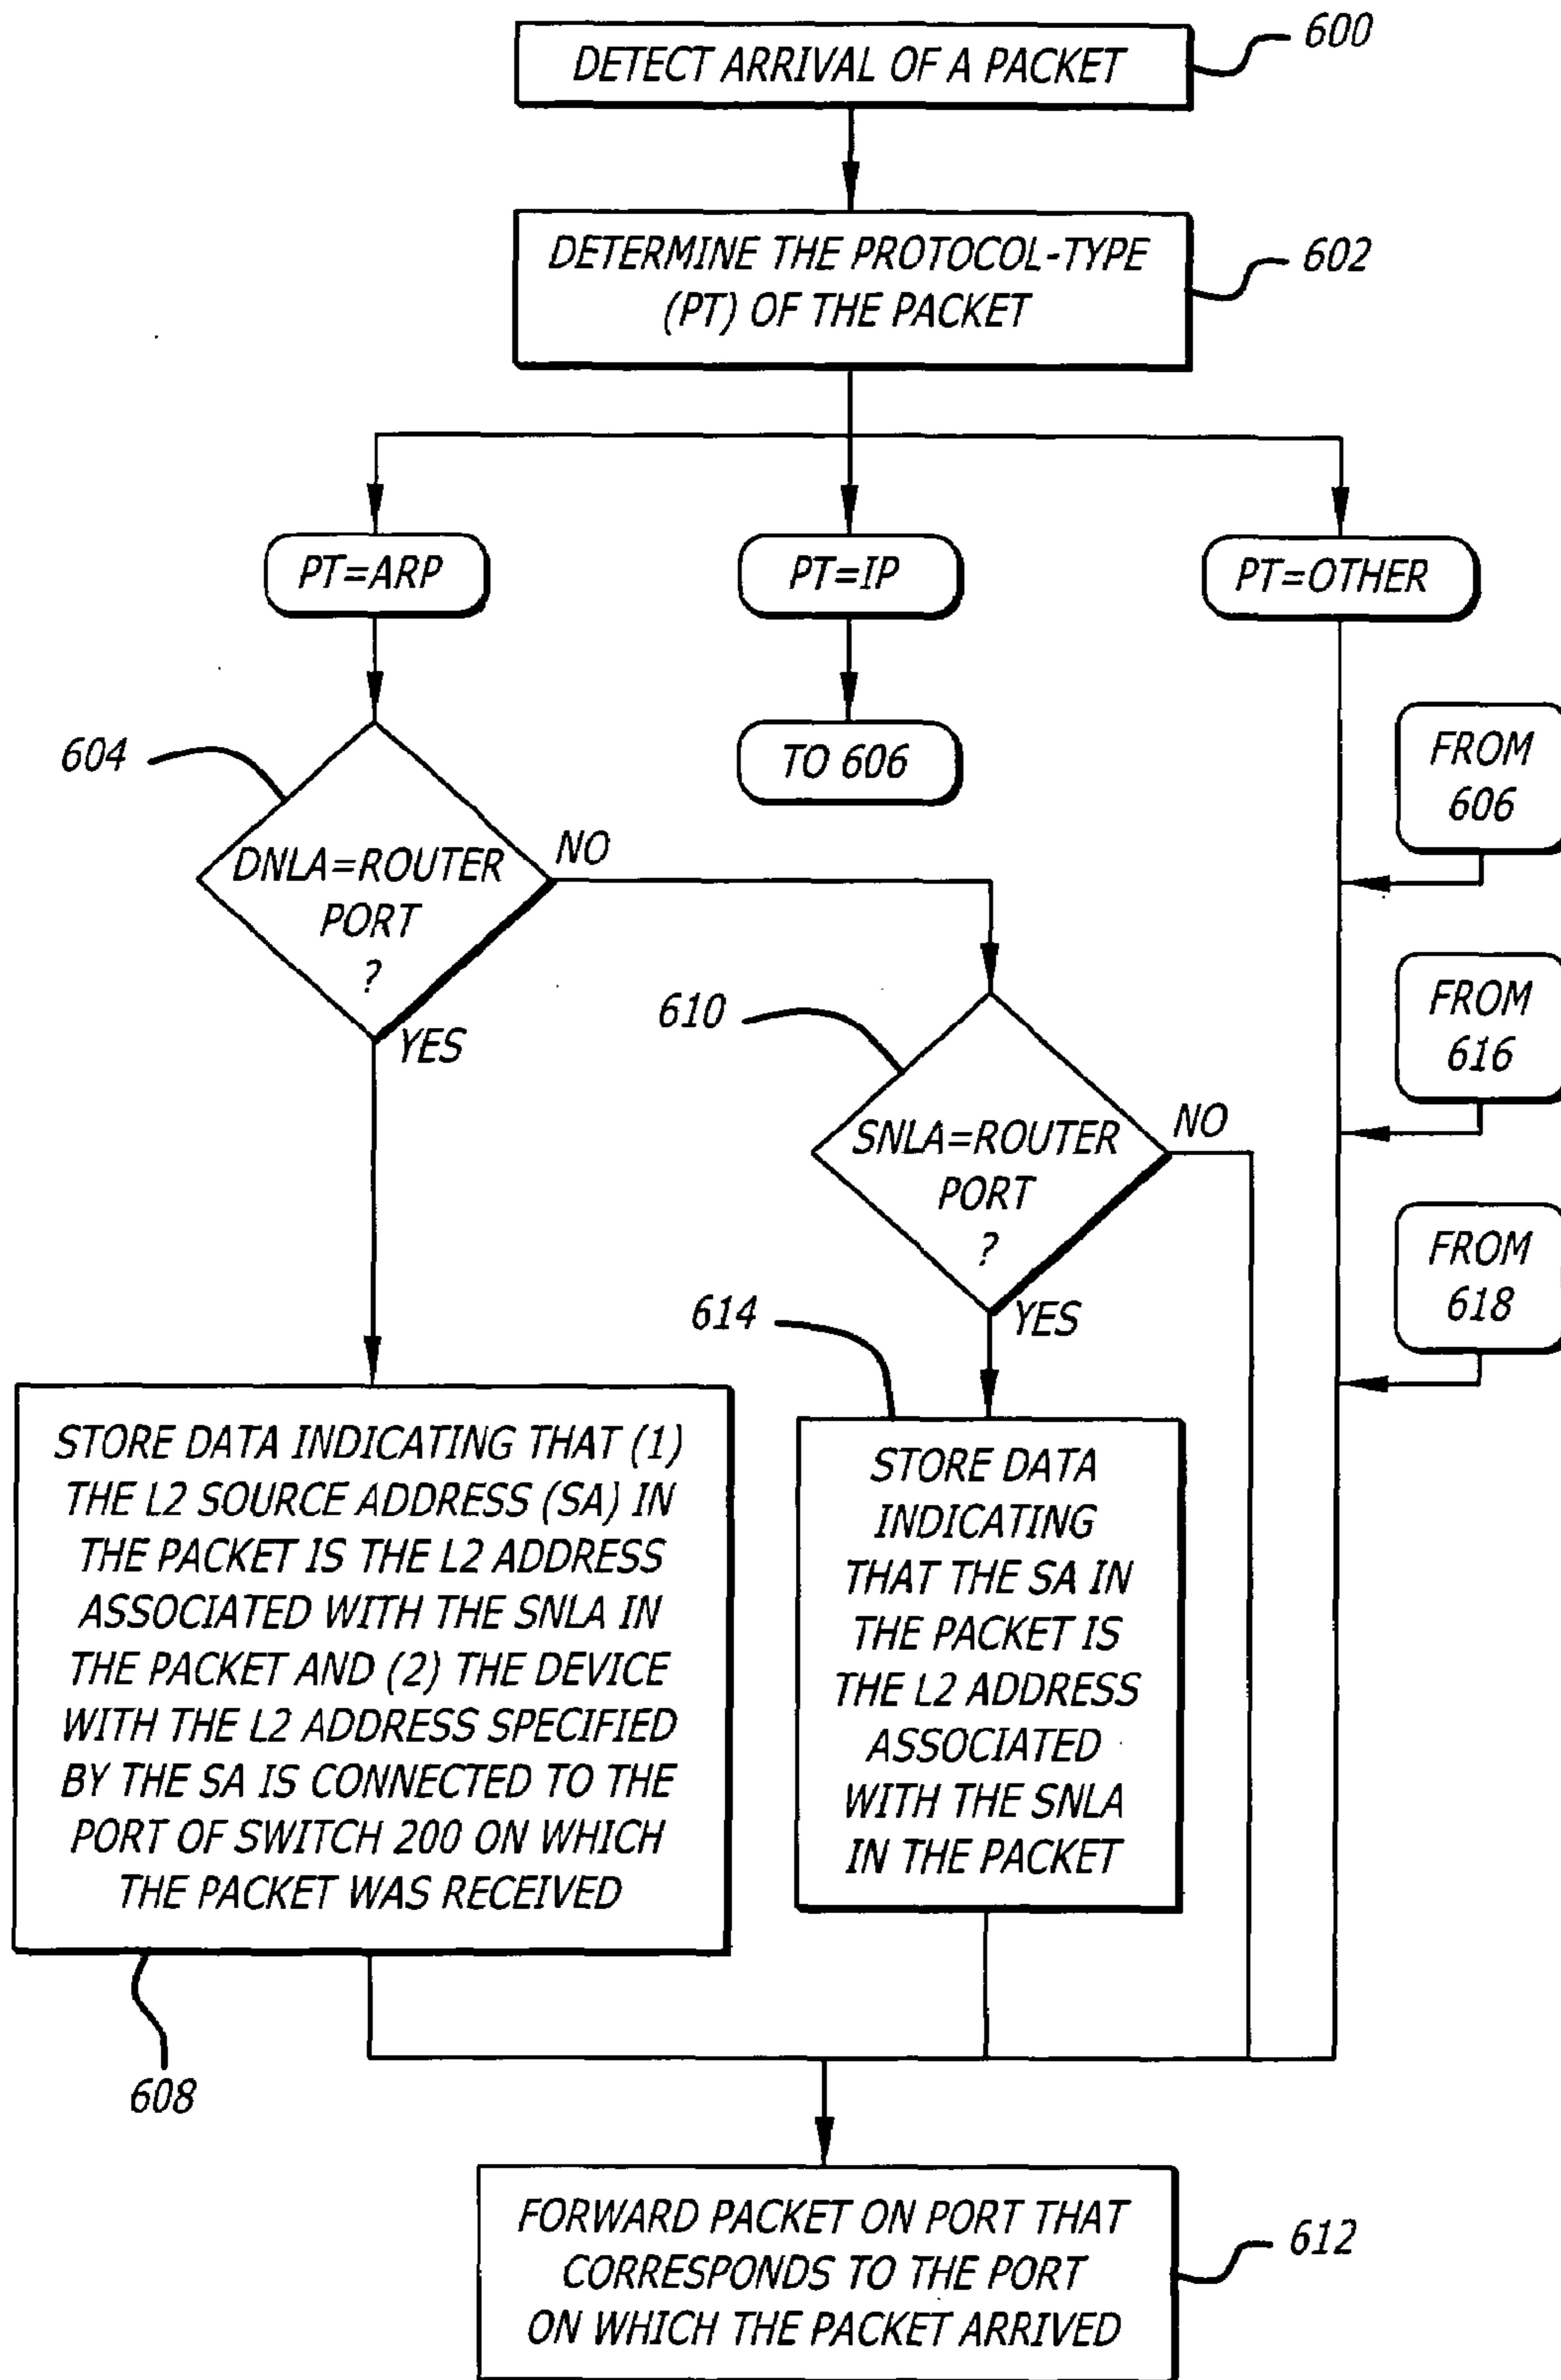 DETECT ARRIVAL OF A PACKET
600
DETERMINE THE PROTOCOL-TYPE
(PT) OF THE PACKET
602
PT=ARP
PT=IP
PT=OTHER
TO 606
604
DNLA=ROUTER
PORT
?
NO
YES
FROM
606
FROM
616
FROM
618
610
SNLA=ROUTER
PORT
?
NO
YES
614
STORE DATA INDICATING THAT (1)
THE L2 SOURCE ADDRESS (SA) IN
THE PACKET IS THE L2 ADDRESS
ASSOCIATED WITH THE SNLA IN
THE PACKET AND (2) THE DEVICE
WITH THE L2 ADDRESS SPECIFIED
BY THE SA IS CONNECTED TO THE
PORT OF SWITCH 200 ON WHICH
THE PACKET WAS RECEIVED
608
STORE DATA
INDICATING
THAT THE SA IN
THE PACKET IS
THE L2 ADDRESS
ASSOCIATED
WITH THE SNLA
IN THE PACKET
FORWARD PACKET ON PORT THAT
CORRESPONDS TO THE PORT
ON WHICH THE PACKET ARRIVED
612